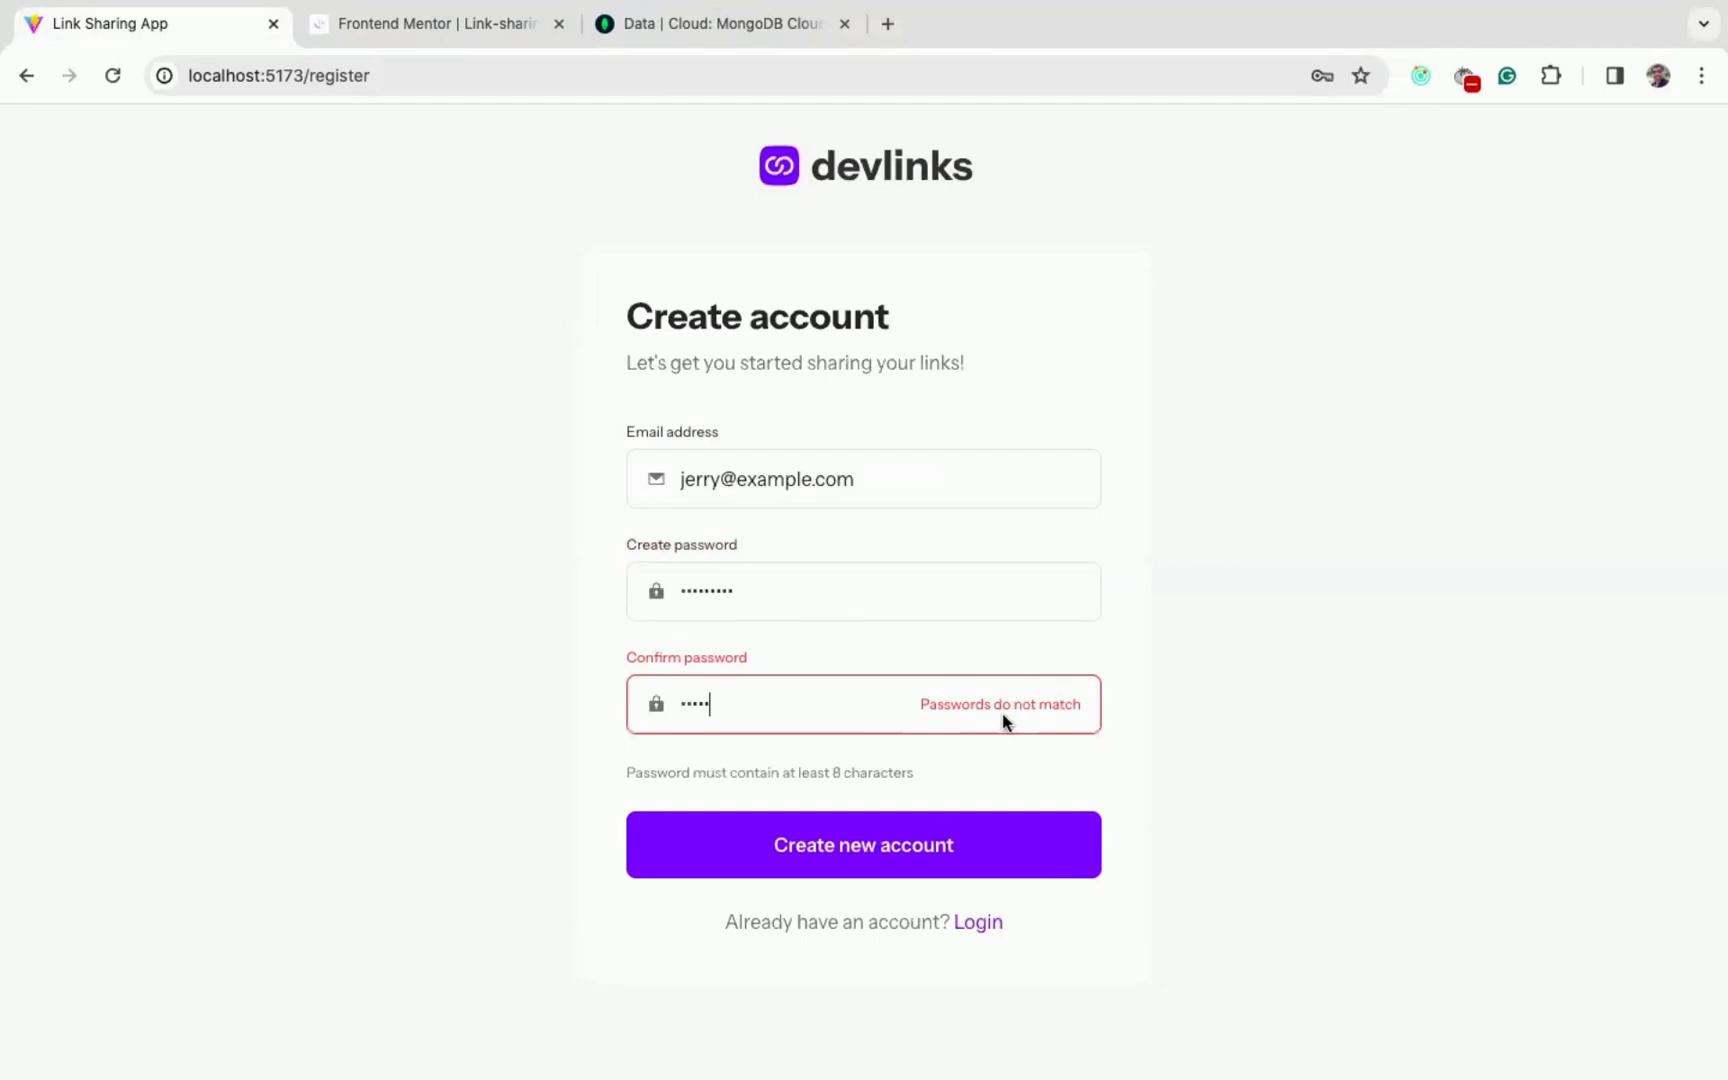 Link Sharing App
Frontend Mentor | Link-sharin
Data | Cloud: MongoDB Clou
localhost:5173/register
devlinks
Create account
Let's get you started sharing your links!
Email address
jerry@example.com
Create password
•••••••••
Confirm password
•••••
Passwords do not match
Password must contain at least 8 characters
Create new account
Already have an account? Login